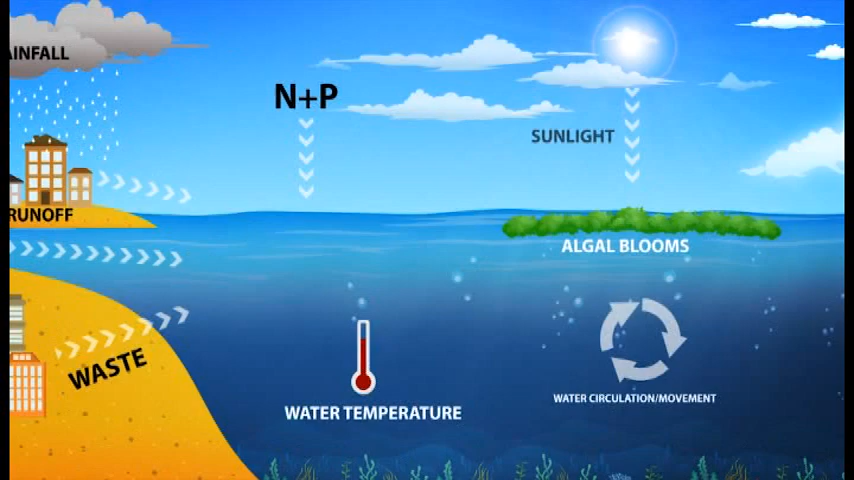 AINFALL
N+P
SUNLIGHT
RUNOFF
ALGAL BLOOMS
WASTE
WATER TEMPERATURE
WATER CIRCULATION/MOVEMENT